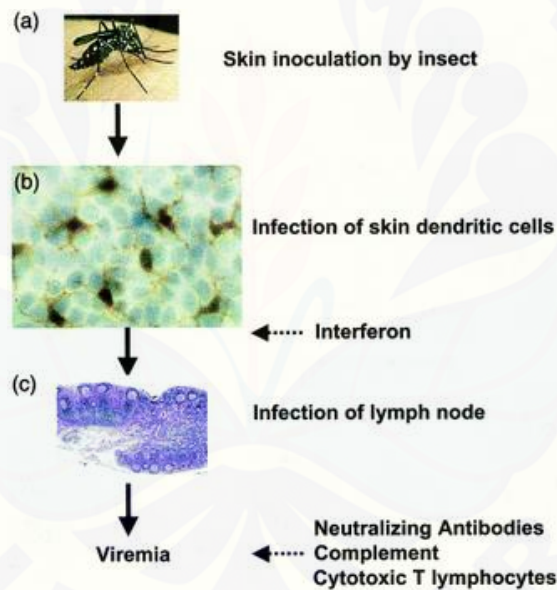 (a)
Skin inoculation by insect
(b)
Infection of skin dendritic cells
Interferon
(c)
Infection of lymph node
Neutralizing Antibodies
Viremia
Complement
Cytotoxic T lymphocytes